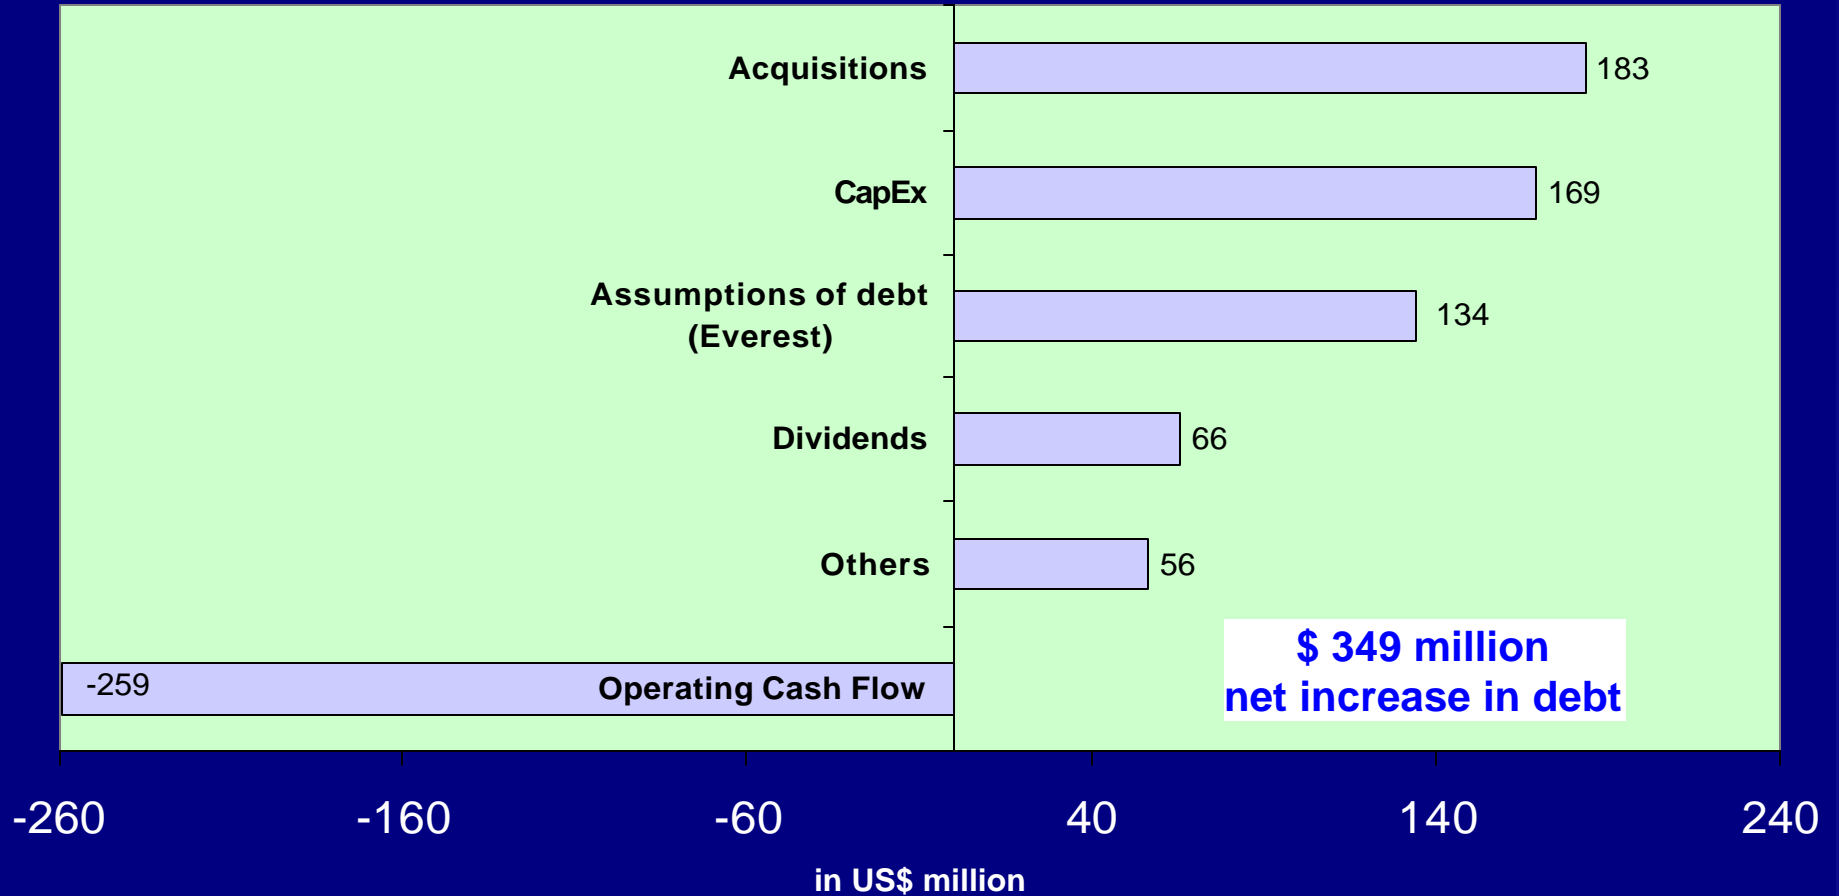 Acquisitions
183
CapEx
169
Assumptions of debt
(Everest)
134
Dividends
66
Others
56
-259
Operating Cash Flow
$ 349 million
net increase in debt
-260
-160
-60
40
140
240
in US$ million